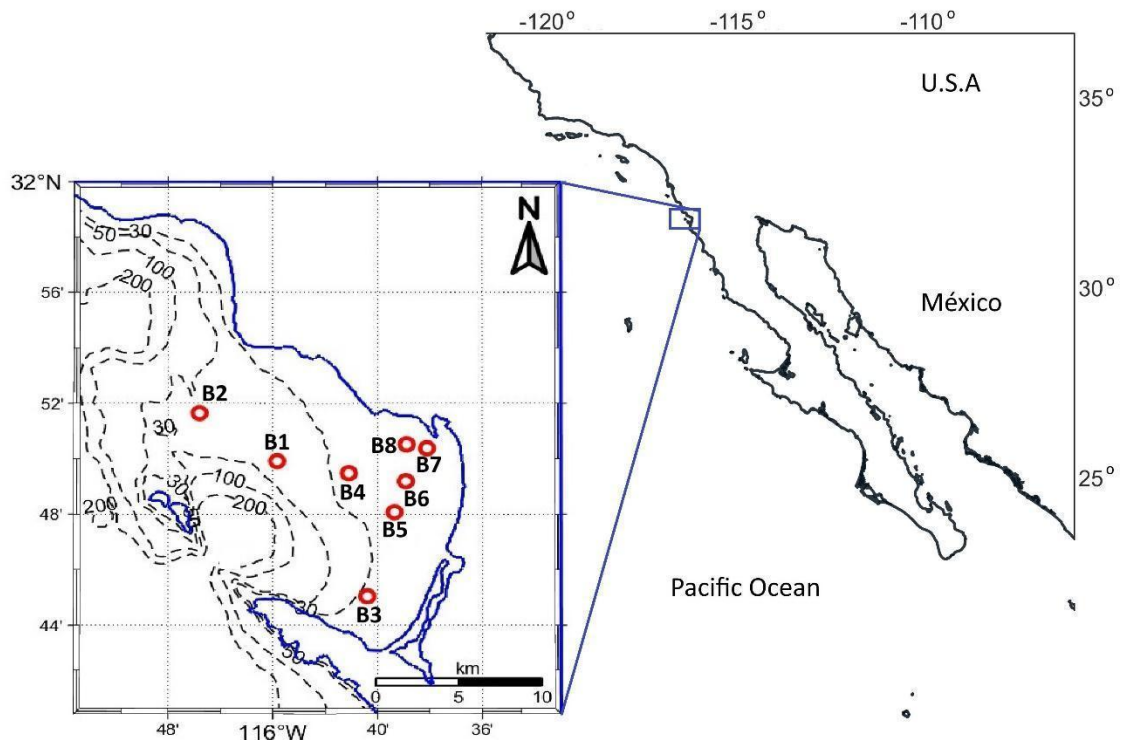 -120° -115° -110°
U.S.A
35°
32°N
N
50 30
100
200
56'
30°
México
B2
52'
30
B1
B8
B7
B4
B6
100
30
200
200
B5
48'
25°
Pacific Ocean
B3
30
44'
50
km
0 5 10
48' 116°W 40' 36'